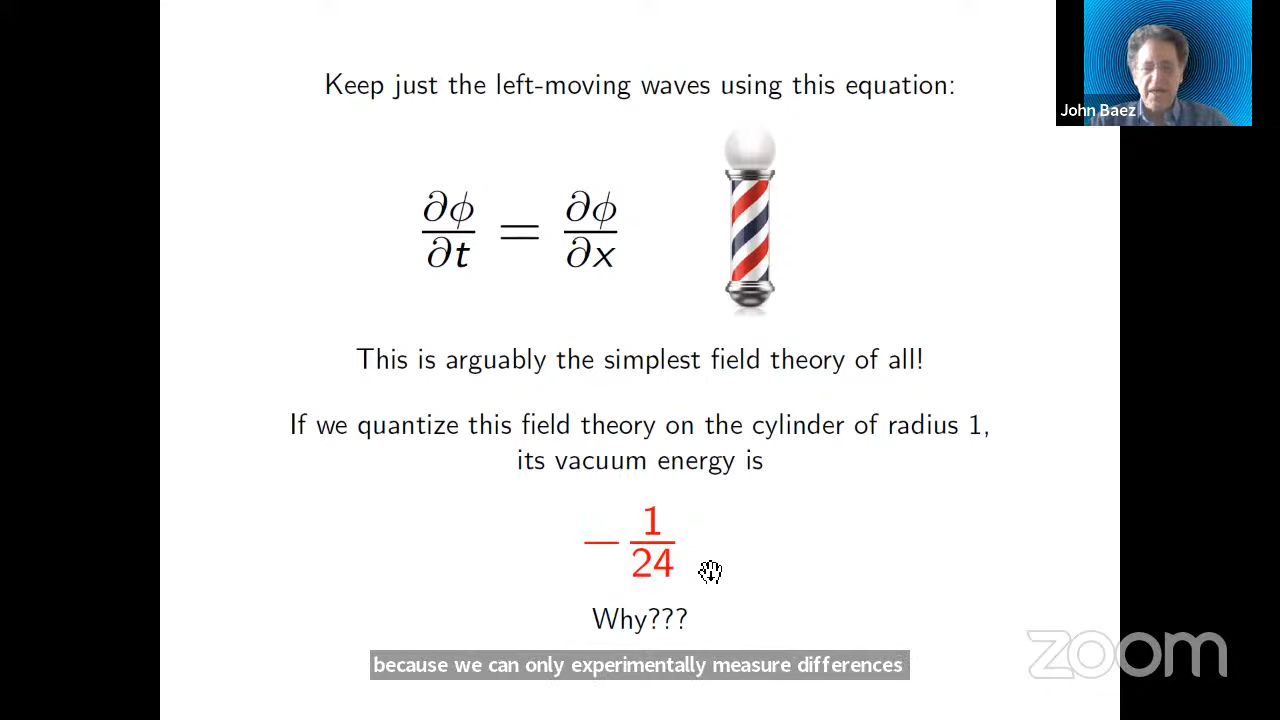 Keep just the left-moving waves using this equation:
John Baez
∂ϕ/∂t = ∂ϕ/∂x
This is arguably the simplest field theory of all!
If we quantize this field theory on the cylinder of radius 1,
its vacuum energy is
− 1/24
Why???
because we can only experimentally measure differences
zoom